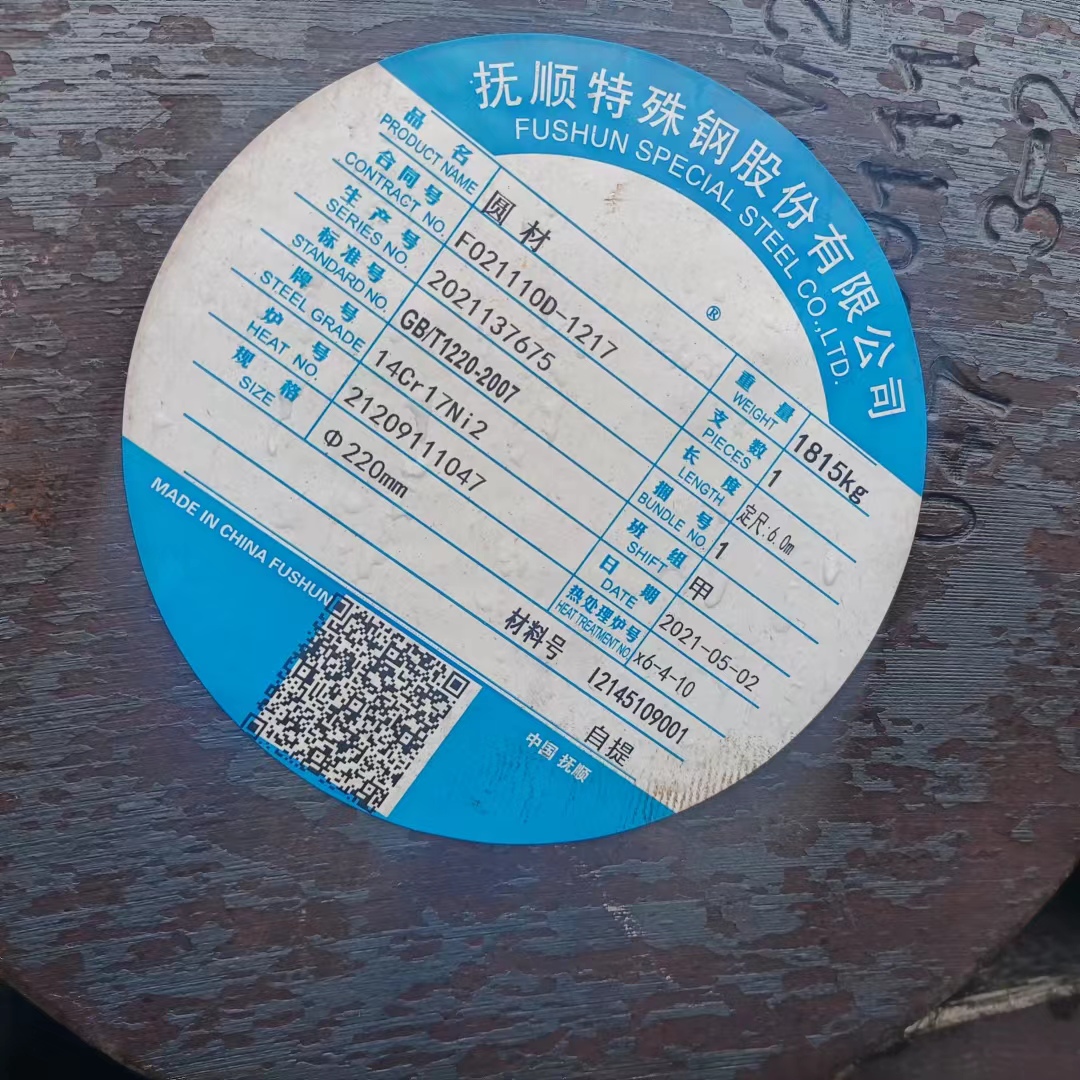 抚顺特殊钢股份有限公司
FUSHUN SPECIAL STEEL CO.,LTD.
®
品名 圆材
PRODUCT NAME
合同号 F02111OD-1217
CONTRACT NO.
生产号 2021137675
SERIES NO.
标准号 GB/T1220-2007
STANDARD NO.
牌号 14Cr17Ni2
STEEL GRADE
炉号 21209111047
HEAT NO.
规格 Φ220mm
SIZE
重量 1815kg
WEIGHT
支数 1
PIECES
长度 定尺:6.0m
LENGTH
捆号 1
BUNDLE NO.
班组 甲
SHIFT
日期 2021-05-02
DATE
热处理炉号 x6-4-10
HEAT TREATMENT NO.
材料号 I2145109001
自提
MADE IN CHINA FUSHUN
中国 抚顺